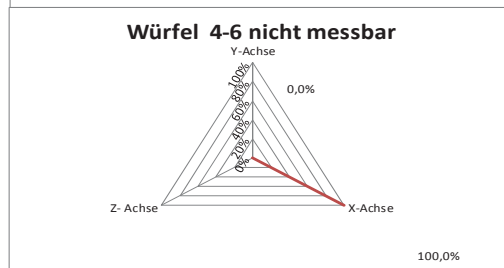 Würfel 4-6 nicht messbar
Y-Achse
100%
80%
60%
40%
20%
0%
0,0%
Z- Achse
X-Achse
100,0%